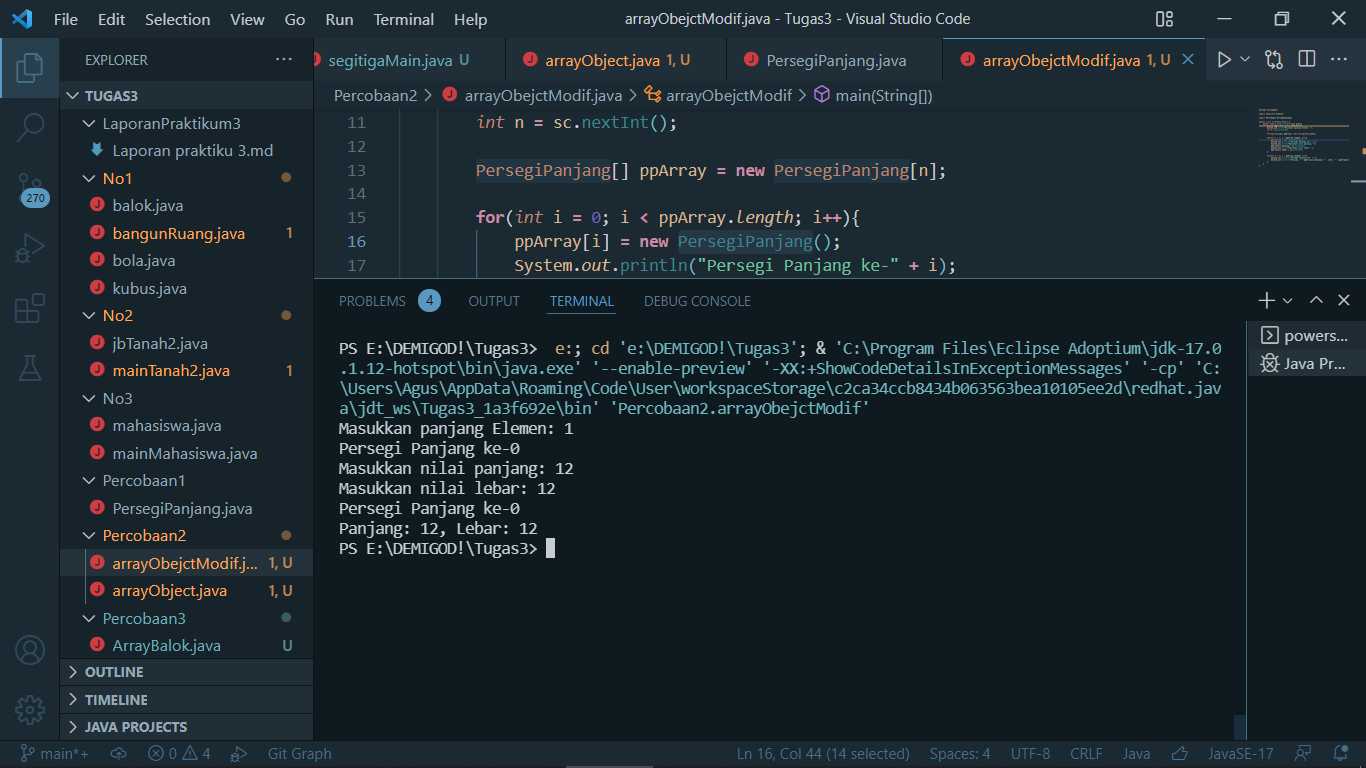 File Edit Selection View Go Run Terminal Help arrayObejctModif.java - Tugas3 - Visual Studio Code
EXPLORER
segitigaMain.java U
arrayObject.java 1, U
PersegiPanjang.java
arrayObejctModif.java 1, U
TUGAS3
LaporanPraktikum3
Laporan praktiku 3.md
No1
balok.java
bangunRuang.java 1
bola.java
kubus.java
No2
jbTanah2.java
mainTanah2.java 1
No3
mahasiswa.java
mainMahasiswa.java
Percobaan1
PersegiPanjang.java
Percobaan2
arrayObejctModif.j... 1, U
arrayObject.java 1, U
Percobaan3
ArrayBalok.java U
OUTLINE
TIMELINE
JAVA PROJECTS
270
Percobaan2 > arrayObejctModif.java > arrayObejctModif > main(String[])
11 int n = sc.nextInt();
12
13 PersegiPanjang[] ppArray = new PersegiPanjang[n];
14
15 for(int i = 0; i < ppArray.length; i++){
16 ppArray[i] = new PersegiPanjang();
17 System.out.println("Persegi Panjang ke-" + i);
PROBLEMS 4 OUTPUT TERMINAL DEBUG CONSOLE
PS E:\DEMIGOD!\Tugas3> e:; cd 'e:\DEMIGOD!\Tugas3'; & 'C:\Program Files\Eclipse Adoptium\jdk-17.0
.1.12-hotspot\bin\java.exe' '--enable-preview' '-XX:+ShowCodeDetailsInExceptionMessages' '-cp' 'C:
\Users\Agus\AppData\Roaming\Code\User\workspaceStorage\c2ca34ccb8434b063563bea10105ee2d\redhat.jav
a\jdt_ws\Tugas3_1a3f692e\bin' 'Percobaan2.arrayObejctModif'
Masukkan panjang Elemen: 1
Persegi Panjang ke-0
Masukkan nilai panjang: 12
Masukkan nilai lebar: 12
Persegi Panjang ke-0
Panjang: 12, Lebar: 12
PS E:\DEMIGOD!\Tugas3>
powers...
Java Pr...
main*+ 0 4 Git Graph Ln 16, Col 44 (14 selected) Spaces: 4 UTF-8 CRLF Java JavaSE-17